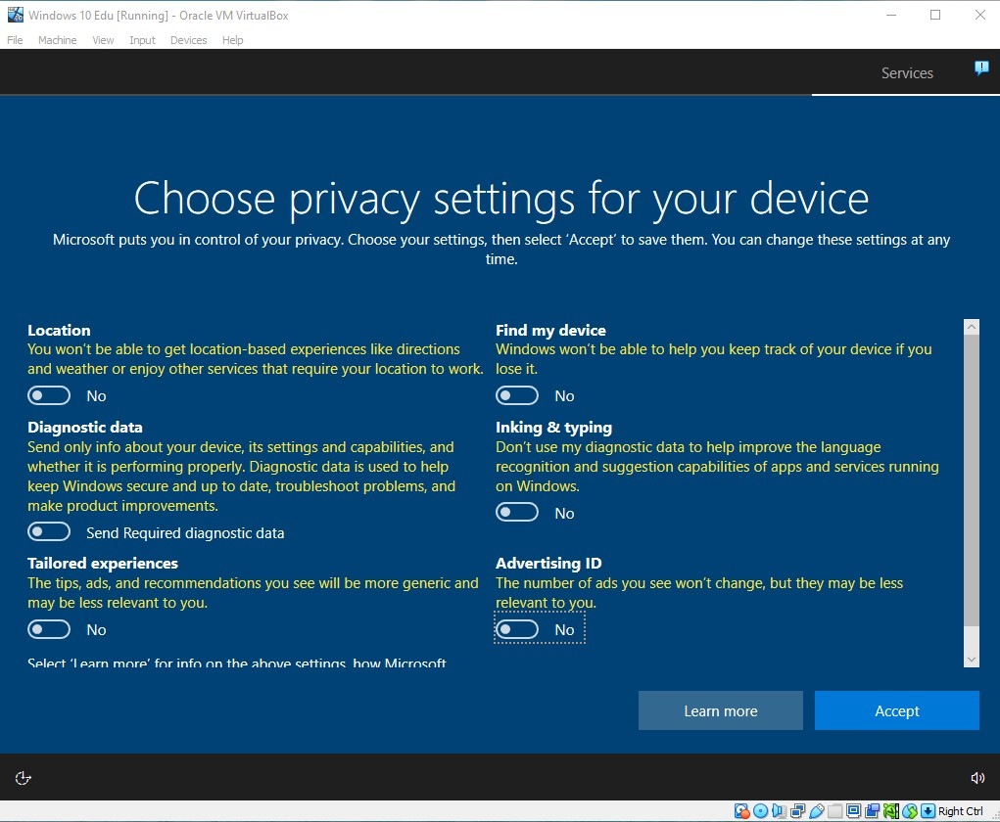 Windows 10 Edu [Running] - Oracle VM VirtualBox
File Machine View Input Devices Help
Services
Choose privacy settings for your device
Microsoft puts you in control of your privacy. Choose your settings, then select ‘Accept’ to save them. You can change these settings at any
time.
Location
You won’t be able to get location-based experiences like directions
and weather or enjoy other services that require your location to work.
No
Find my device
Windows won’t be able to help you keep track of your device if you
lose it.
No
Diagnostic data
Send only info about your device, its settings and capabilities, and
whether it is performing properly. Diagnostic data is used to help
keep Windows secure and up to date, troubleshoot problems, and
make product improvements.
Send Required diagnostic data
Inking & typing
Don’t use my diagnostic data to help improve the language
recognition and suggestion capabilities of apps and services running
on Windows.
No
Tailored experiences
The tips, ads, and recommendations you see will be more generic and
may be less relevant to you.
No
Advertising ID
The number of ads you see won’t change, but they may be less
relevant to you.
No
Select ‘Learn more’ for info on the above settings, how Microsoft
Learn more
Accept
Right Ctrl